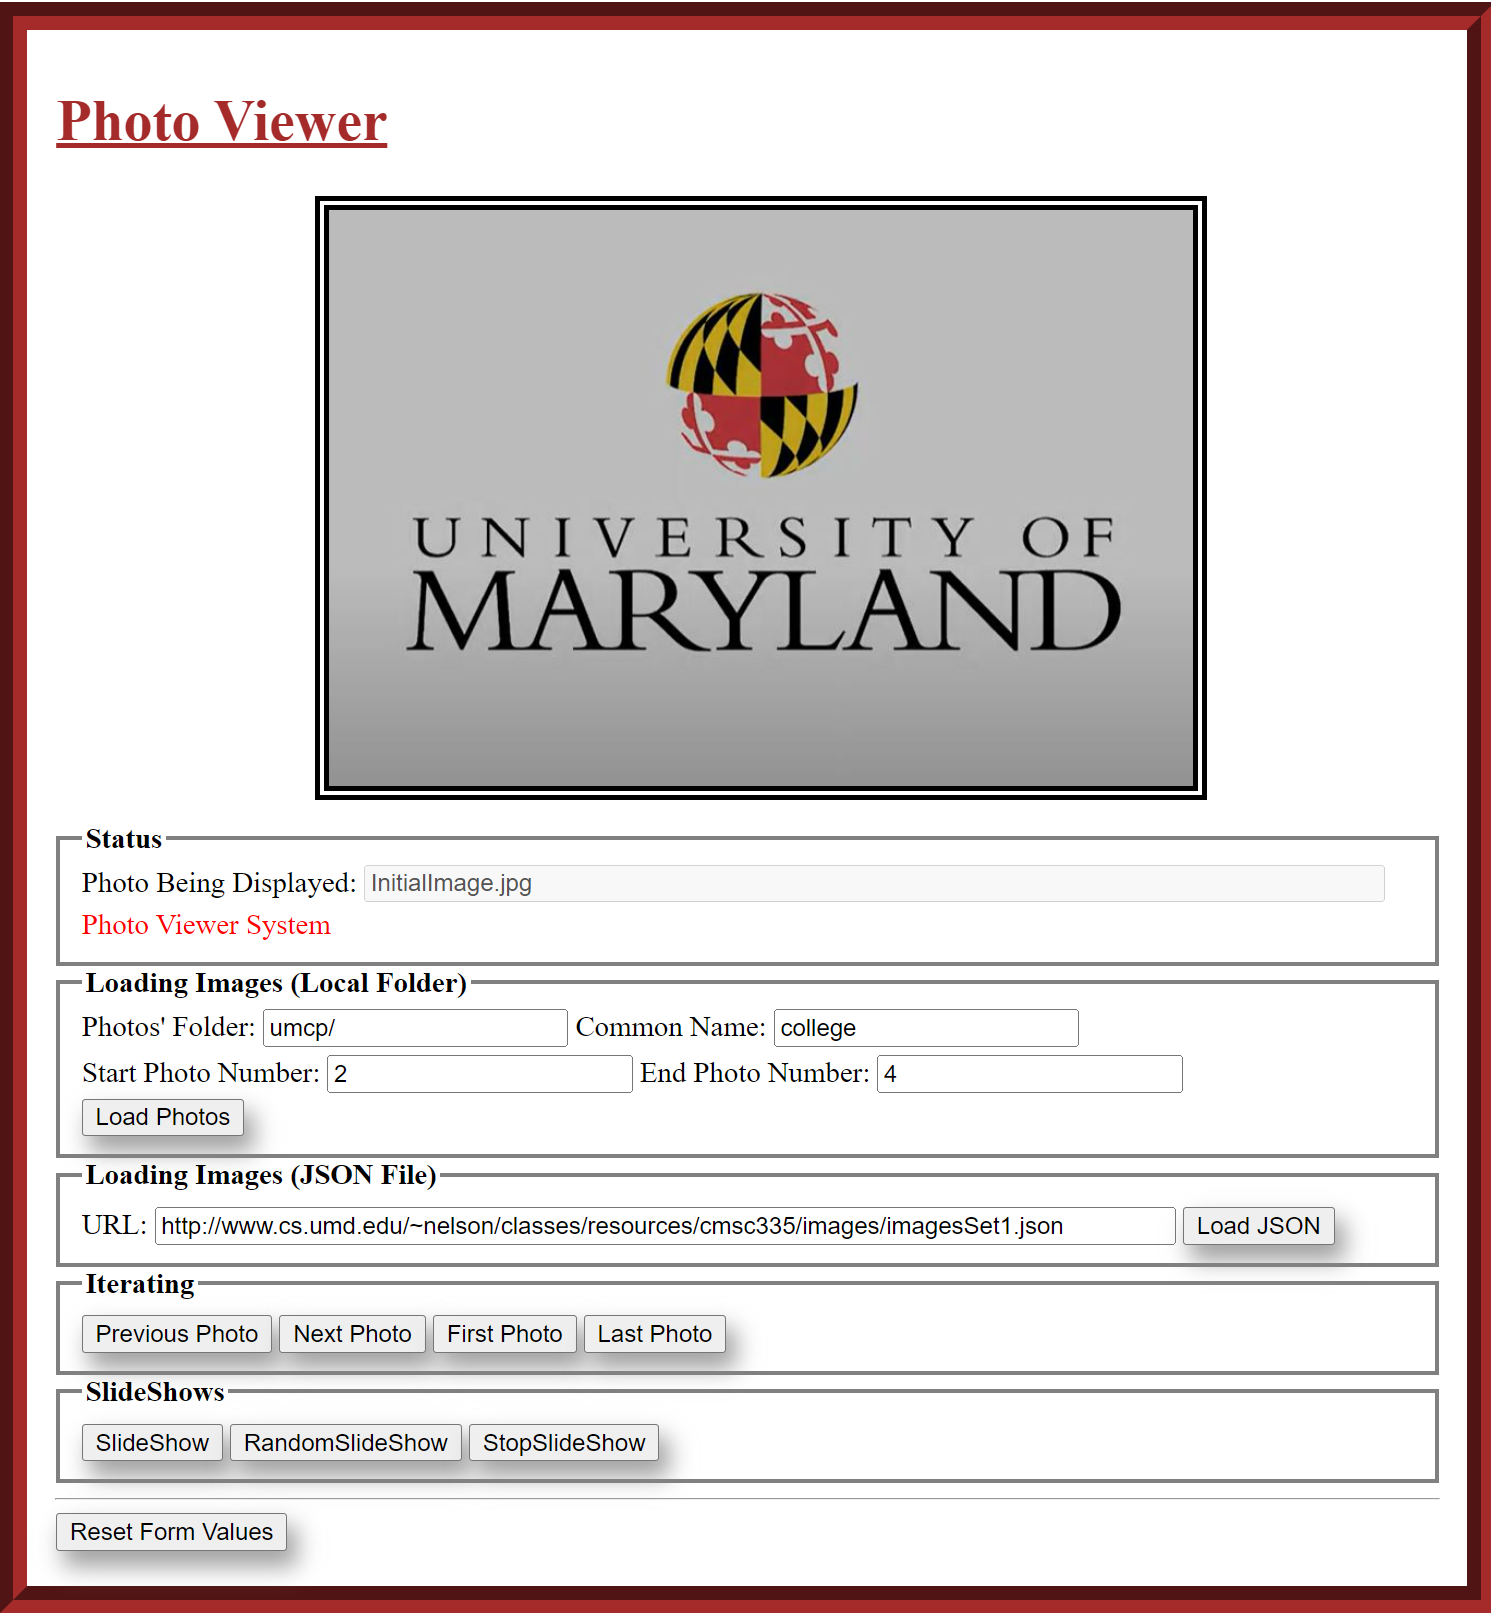 Photo Viewer
UNIVERSITY OF
MARYLAND
Status
Photo Being Displayed: InitialImage.jpg
Photo Viewer System
Loading Images (Local Folder)
Photos' Folder: umcp/ Common Name: college
Start Photo Number: 2 End Photo Number: 4
Load Photos
Loading Images (JSON File)
URL: http://www.cs.umd.edu/~nelson/classes/resources/cmsc335/images/imagesSet1.json Load JSON
Iterating
Previous Photo Next Photo First Photo Last Photo
SlideShows
SlideShow RandomSlideShow StopSlideShow
Reset Form Values